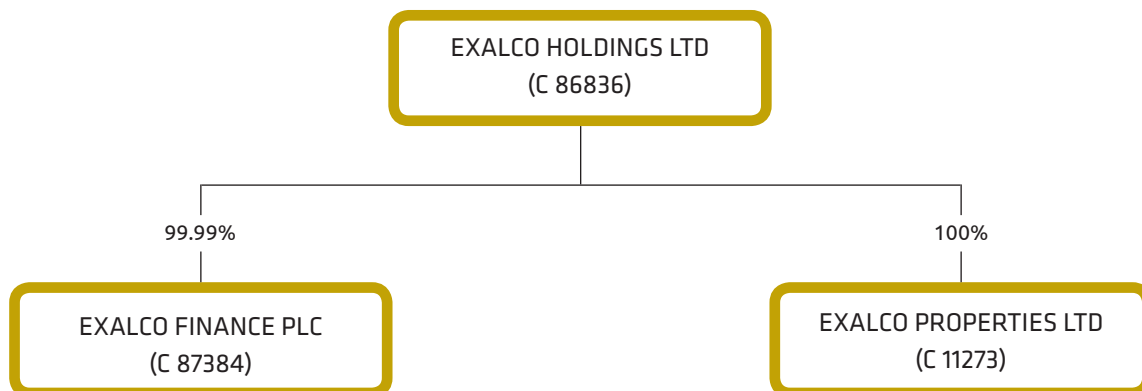 EXALCO HOLDINGS LTD
(C 86836)
99.99%
100%
EXALCO FINANCE PLC
(C 87384)
EXALCO PROPERTIES LTD
(C 11273)